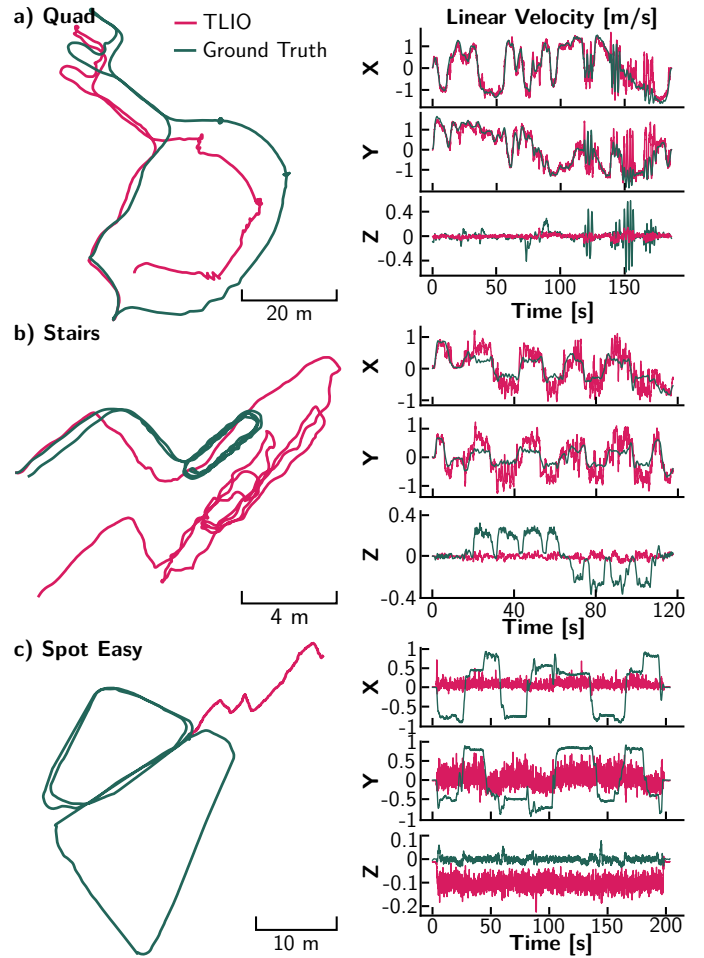 a) Quad
TLIO
Ground Truth
20 m
Linear Velocity [m/s]
X
1
0
-1
Y
1
0
-1
Z
0.4
0
-0.4
0 50 100 150
Time [s]
b) Stairs
4 m
X
1
0
-1
Y
1
0
-1
Z
0.4
0
-0.4
0 40 80 120
Time [s]
c) Spot Easy
10 m
X
1
0.5
0
-0.5
-1
Y
1
0.5
0
-0.5
-1
Z
0.1
0
-0.1
-0.2
0 50 100 150 200
Time [s]